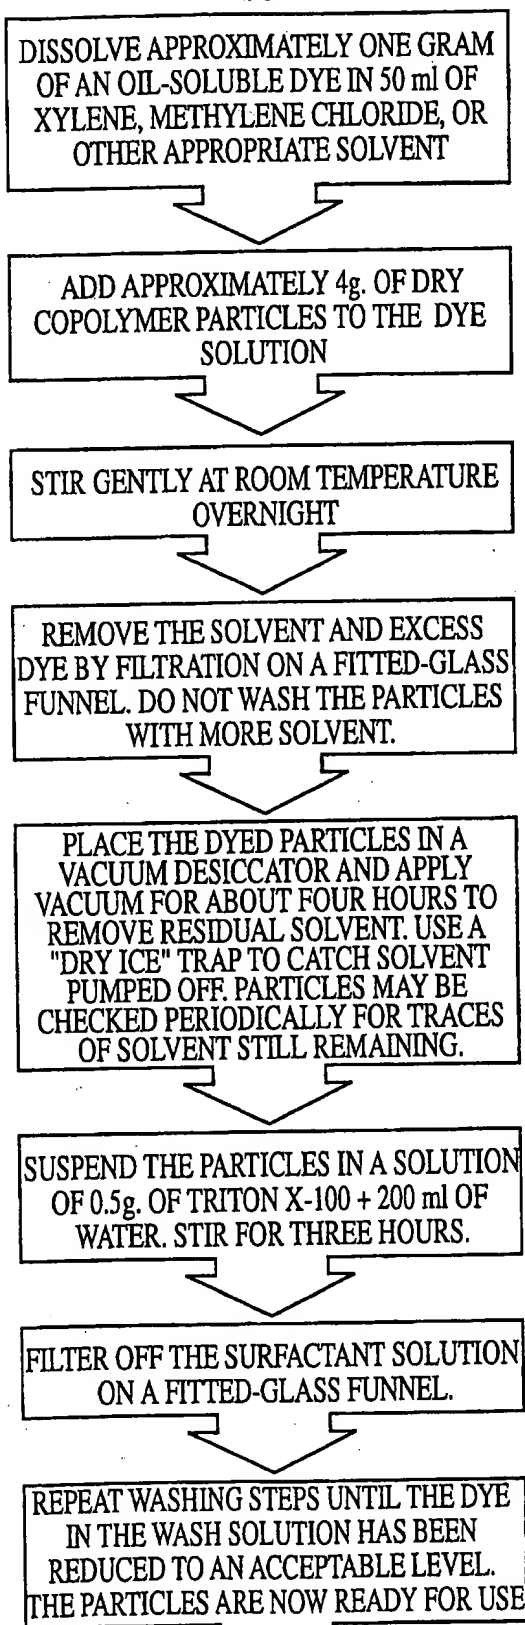 DISSOLVE APPROXIMATELY ONE GRAM
OF AN OIL-SOLUBLE DYE IN 50 ml OF
XYLENE, METHYLENE CHLORIDE, OR
OTHER APPROPRIATE SOLVENT
ADD APPROXIMATELY 4g. OF DRY
COPOLYMER PARTICLES TO THE DYE
SOLUTION
STIR GENTLY AT ROOM TEMPERATURE
OVERNIGHT
REMOVE THE SOLVENT AND EXCESS
DYE BY FILTRATION ON A FITTED-GLASS
FUNNEL. DO NOT WASH THE PARTICLES
WITH MORE SOLVENT.
PLACE THE DYED PARTICLES IN A
VACUUM DESICCATOR AND APPLY
VACUUM FOR ABOUT FOUR HOURS TO
REMOVE RESIDUAL SOLVENT. USE A
"DRY ICE" TRAP TO CATCH SOLVENT
PUMPED OFF. PARTICLES MAY BE
CHECKED PERIODICALLY FOR TRACES
OF SOLVENT STILL REMAINING.
SUSPEND THE PARTICLES IN A SOLUTION
OF 0.5g. OF TRITON X-100 + 200 ml OF
WATER. STIR FOR THREE HOURS.
FILTER OFF THE SURFACTANT SOLUTION
ON A FITTED-GLASS FUNNEL.
REPEAT WASHING STEPS UNTIL THE DYE
IN THE WASH SOLUTION HAS BEEN
REDUCED TO AN ACCEPTABLE LEVEL.
THE PARTICLES ARE NOW READY FOR USE